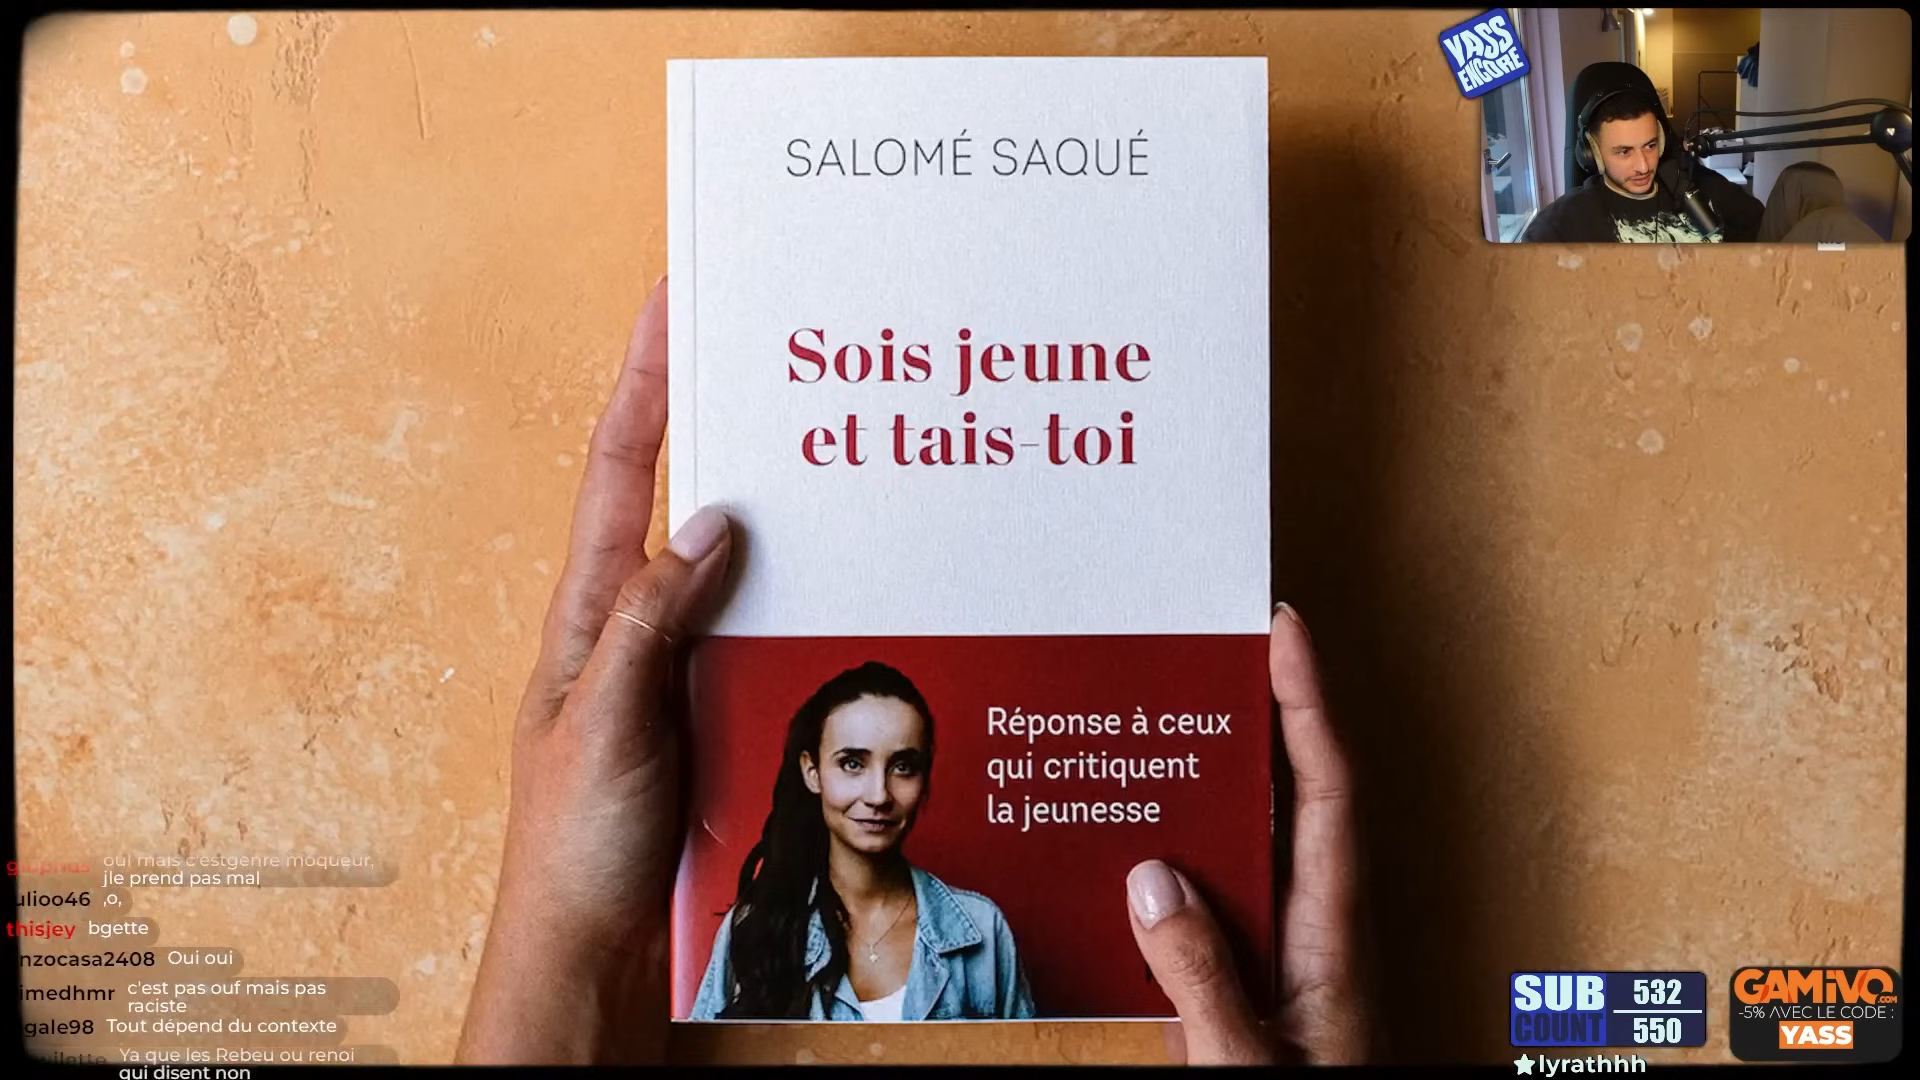 YASS
ENCORE
SALOMÉ SAQUÉ
Sois jeune
et tais-toi
Réponse à ceux
qui critiquent
la jeunesse
oui mais c'estgenre moqueur,
jle prend pas mal
ulioo46 ,o,
thisjey bgette
nzocasa2408 Oui oui
imedhmr c'est pas ouf mais pas
raciste
gale98 Tout dépend du contexte
Ya que les Rebeu ou renoi
qui disent non
SUB
COUNT
532
550
lyrathhh
GAMIVO.COM
-5% AVEC LE CODE :
YASS